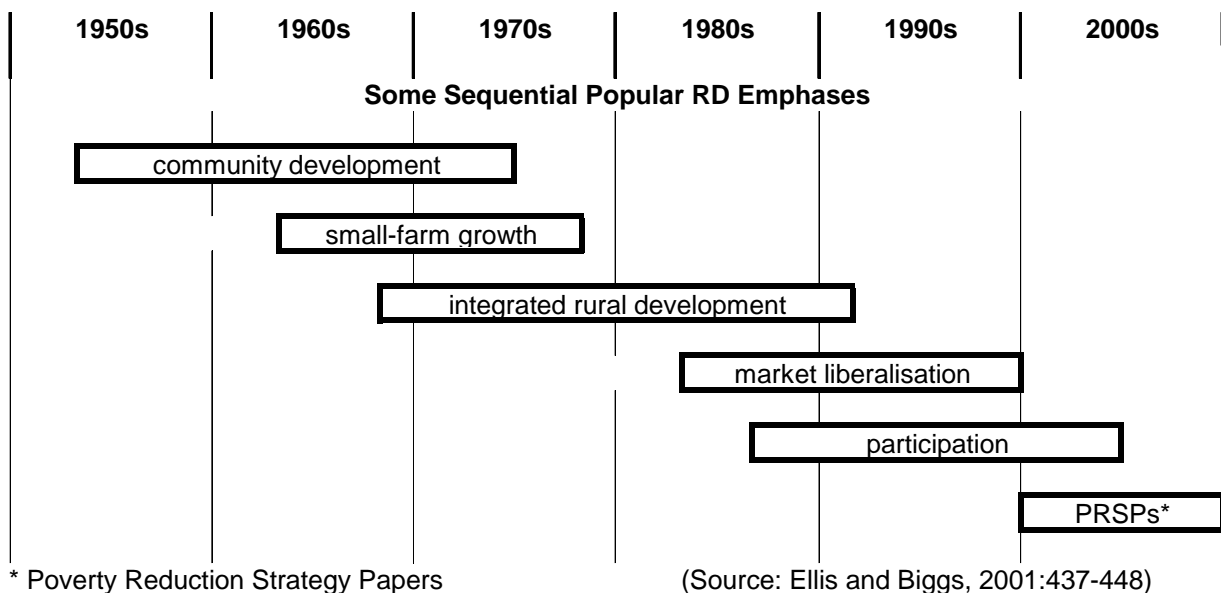 1950s 1960s 1970s 1980s 1990s 2000s
Some Sequential Popular RD Emphases
community development
small-farm growth
integrated rural development
market liberalisation
participation
PRSPs*
* Poverty Reduction Strategy Papers (Source: Ellis and Biggs, 2001:437-448)